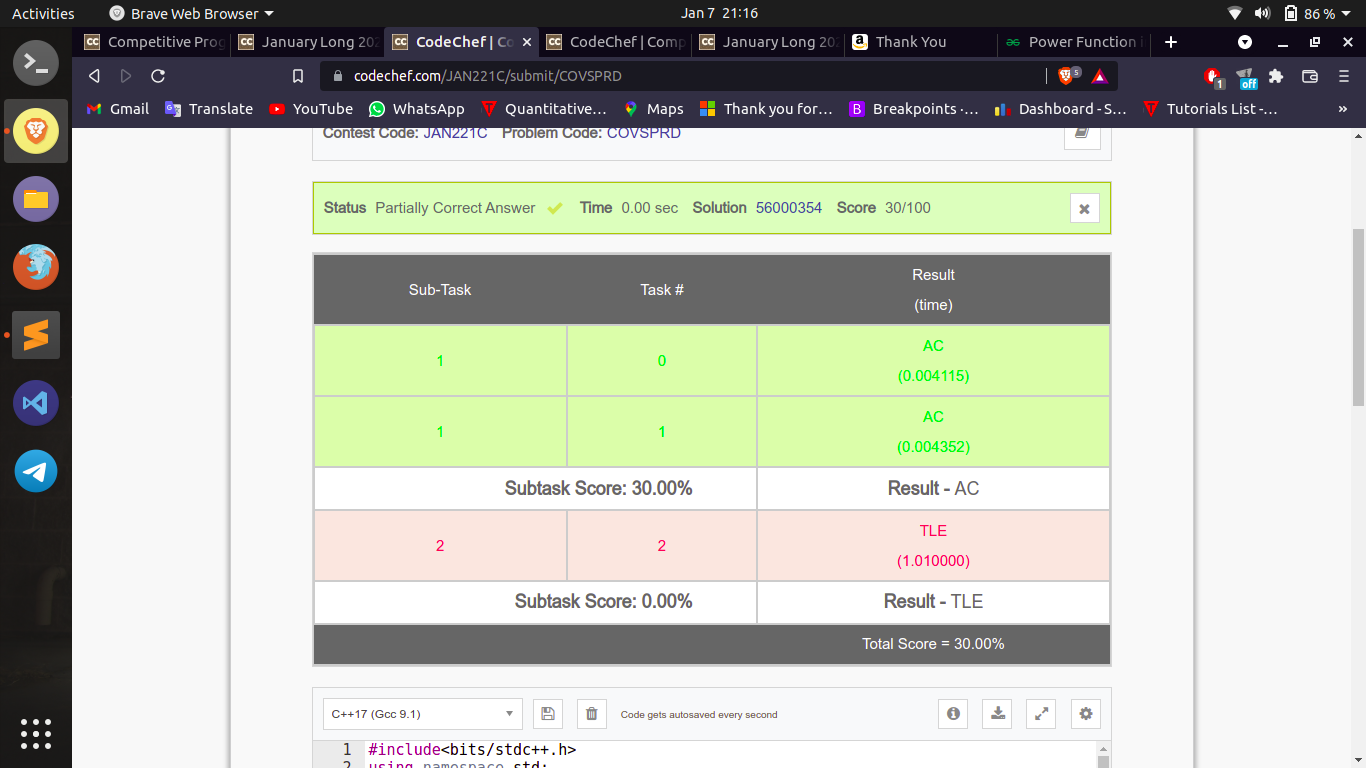 Activities Brave Web Browser Jan 7 21:16 86 %
Competitive Prog January Long 202 CodeChef | Co CodeChef | Comp January Long 202 Thank You Power Function i
codechef.com/JAN221C/submit/COVSPRD 5 1 off
Gmail Translate YouTube WhatsApp Quantitative... Maps Thank you for... Breakpoints · ... Dashboard - S... Tutorials List -... »
Contest Code: JAN221C Problem Code: COVSPRD
Status Partially Correct Answer Time 0.00 sec Solution 56000354 Score 30/100
Sub-Task Task # Result
(time)
1 0 AC
(0.004115)
1 1 AC
(0.004352)
Subtask Score: 30.00% Result - AC
2 2 TLE
(1.010000)
Subtask Score: 0.00% Result - TLE
Total Score = 30.00%
C++17 (Gcc 9.1) Code gets autosaved every second
1 #include<bits/stdc++.h>
2 using namespace std;